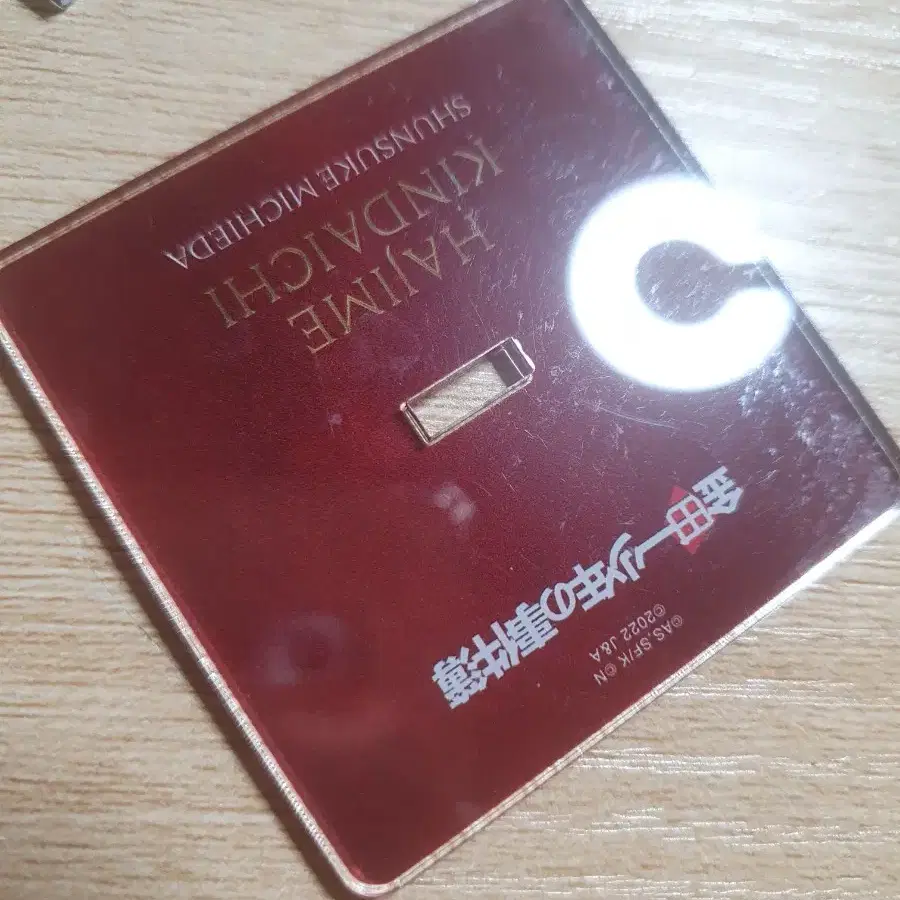 ©AS.SF/K ©N
©2022 J&A
金田一少年の事件簿
HAJIME
KINDAICHI
SHUNSUKE MICHIEDA